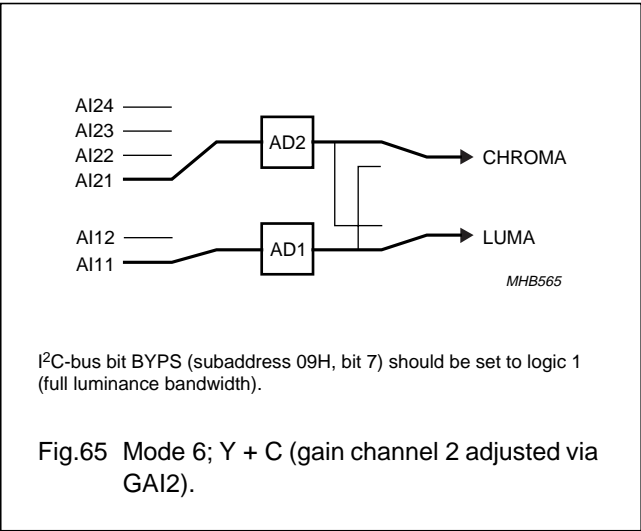 AI24
AI23
AI22
AI21
AD2
CHROMA
AI12
AI11
AD1
LUMA
MHB565
I2C-bus bit BYPS (subaddress 09H, bit 7) should be set to logic 1
(full luminance bandwidth).
Fig.65 Mode 6; Y + C (gain channel 2 adjusted via
GAI2).